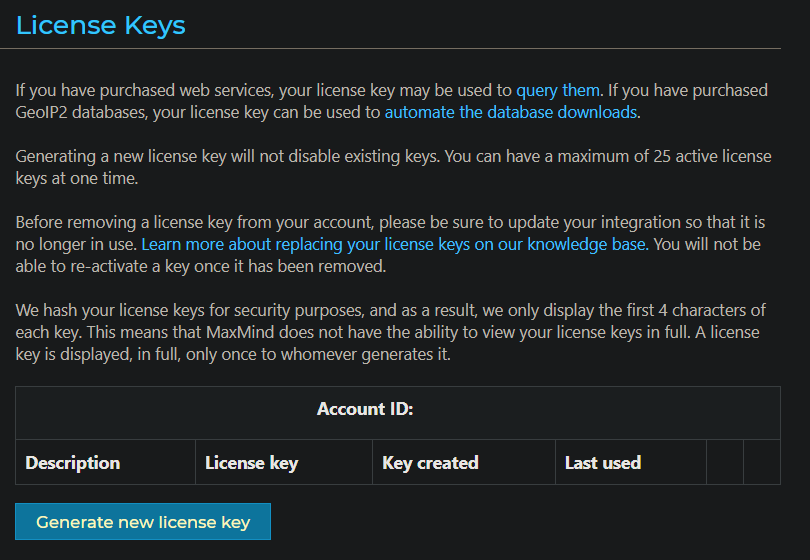 License Keys
If you have purchased web services, your license key may be used to query them. If you have purchased
GeoIP2 databases, your license key can be used to automate the database downloads.
Generating a new license key will not disable existing keys. You can have a maximum of 25 active license
keys at one time.
Before removing a license key from your account, please be sure to update your integration so that it is
no longer in use. Learn more about replacing your license keys on our knowledge base. You will not be
able to re-activate a key once it has been removed.
We hash your license keys for security purposes, and as a result, we only display the first 4 characters of
each key. This means that MaxMind does not have the ability to view your license keys in full. A license
key is displayed, in full, only once to whomever generates it.
Account ID:
Description License key Key created Last used
Generate new license key